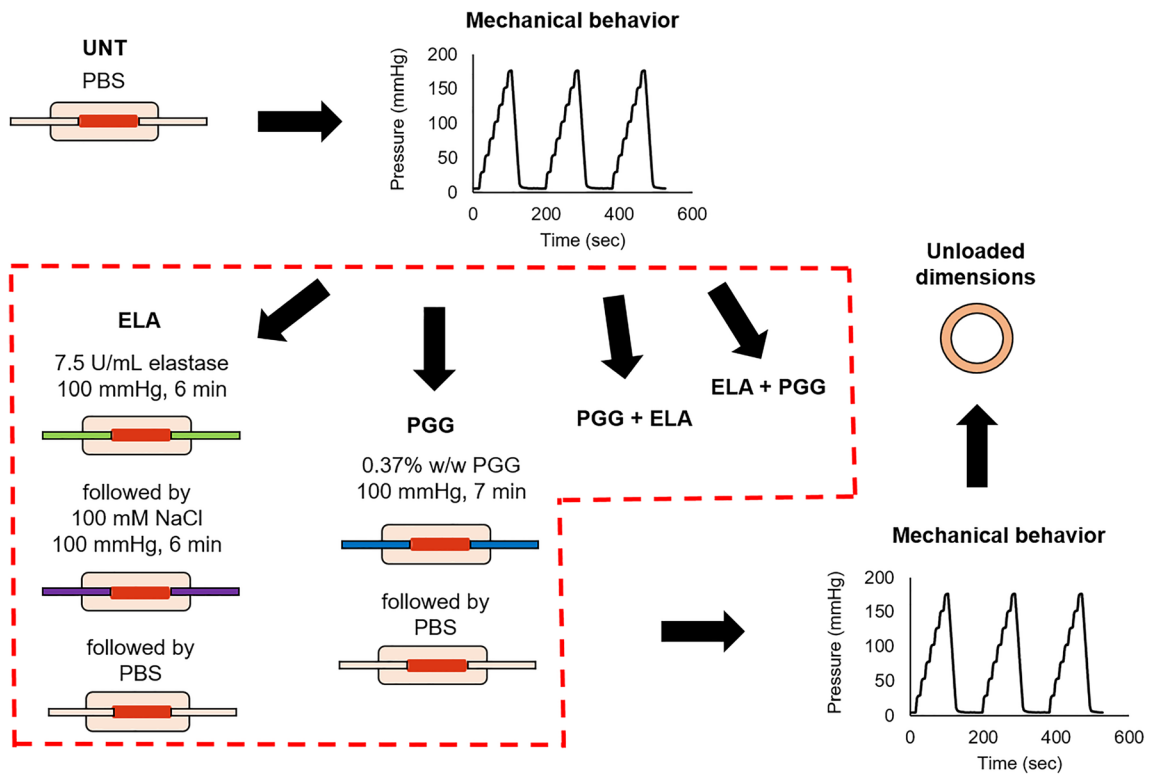 UNT
PBS
Mechanical behavior
Pressure (mmHg)
200
150
100
50
0
0 200 400 600
Time (sec)
ELA
7.5 U/mL elastase
100 mmHg, 6 min
followed by
100 mM NaCl
100 mmHg, 6 min
followed by
PBS
PGG
0.37% w/w PGG
100 mmHg, 7 min
followed by
PBS
PGG + ELA
ELA + PGG
Mechanical behavior
Pressure (mmHg)
200
150
100
50
0
0 200 400 600
Time (sec)
Unloaded
dimensions